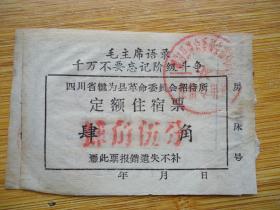 毛主席语录
千万不要忘记阶级斗争
四川省犍为县革命委员会招待所
定额住宿票
肆角
肆角伍分
凭此票报销遗失不补
年 月 日
房
床
号